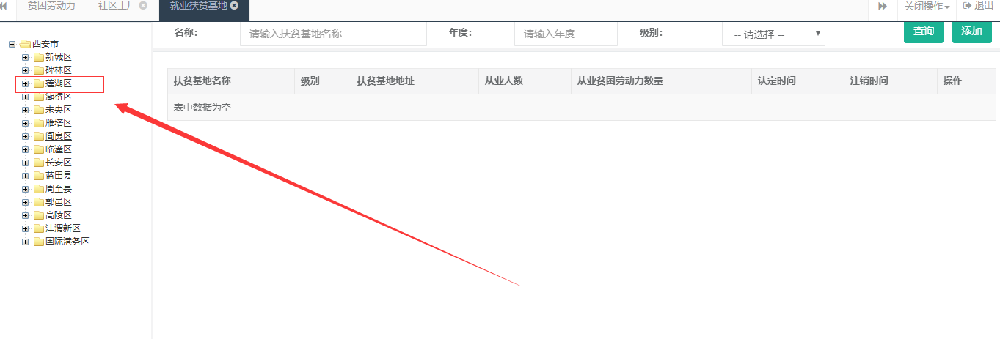 贫困劳动力 社区工厂 就业扶贫基地 关闭操作 退出
名称: 请输入扶贫基地名称... 年度: 请输入年度... 级别: -- 请选择 -- 查询 添加
西安市
新城区
碑林区
莲湖区
灞桥区
未央区
雁塔区
阎良区
临潼区
长安区
蓝田县
周至县
鄠邑区
高陵区
沣渭新区
国际港务区
扶贫基地名称 级别 扶贫基地地址 从业人数 从业贫困劳动力数量 认定时间 注销时间 操作
表中数据为空